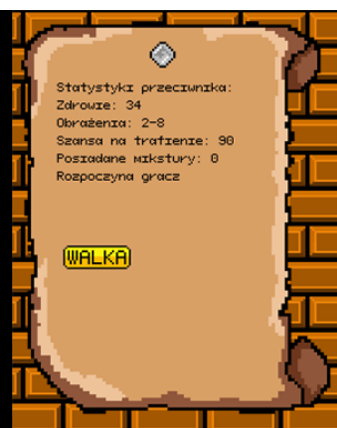 Statystyki przeciwnika:
Zdrowie: 34
Obrażenia: 2-8
Szansa na trafienie: 90
Posiadane mikstury: 0
Rozpoczyna gracz
WALKA